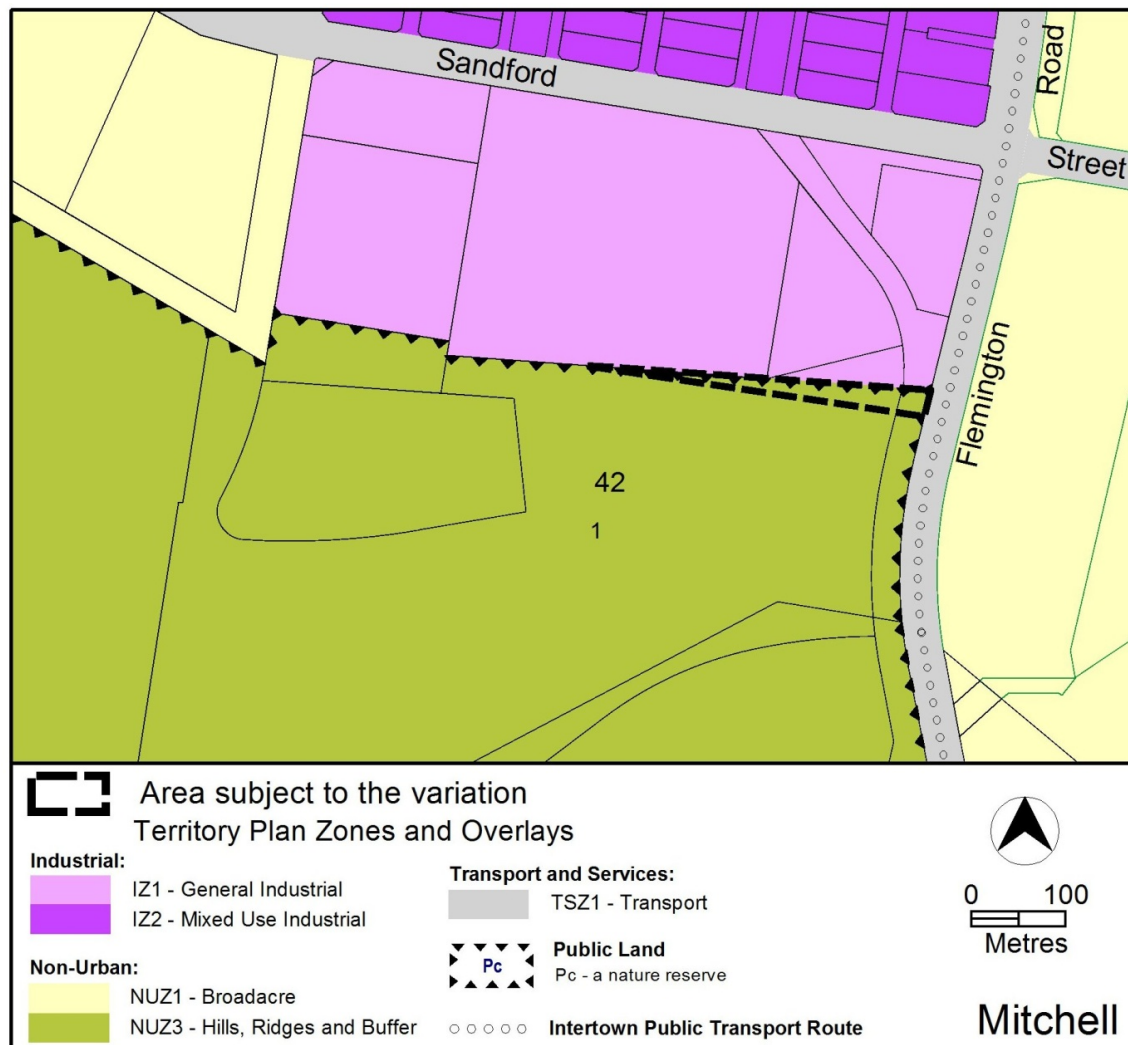 Sandford
Road
Street
Flemington
42
1
Area subject to the variation
Territory Plan Zones and Overlays
Industrial:
IZ1 - General Industrial
IZ2 - Mixed Use Industrial
Non-Urban:
NUZ1 - Broadacre
NUZ3 - Hills, Ridges and Buffer
Transport and Services:
TSZ1 - Transport
Pc
Public Land
Pc - a nature reserve
Intertown Public Transport Route
0 100
Metres
Mitchell